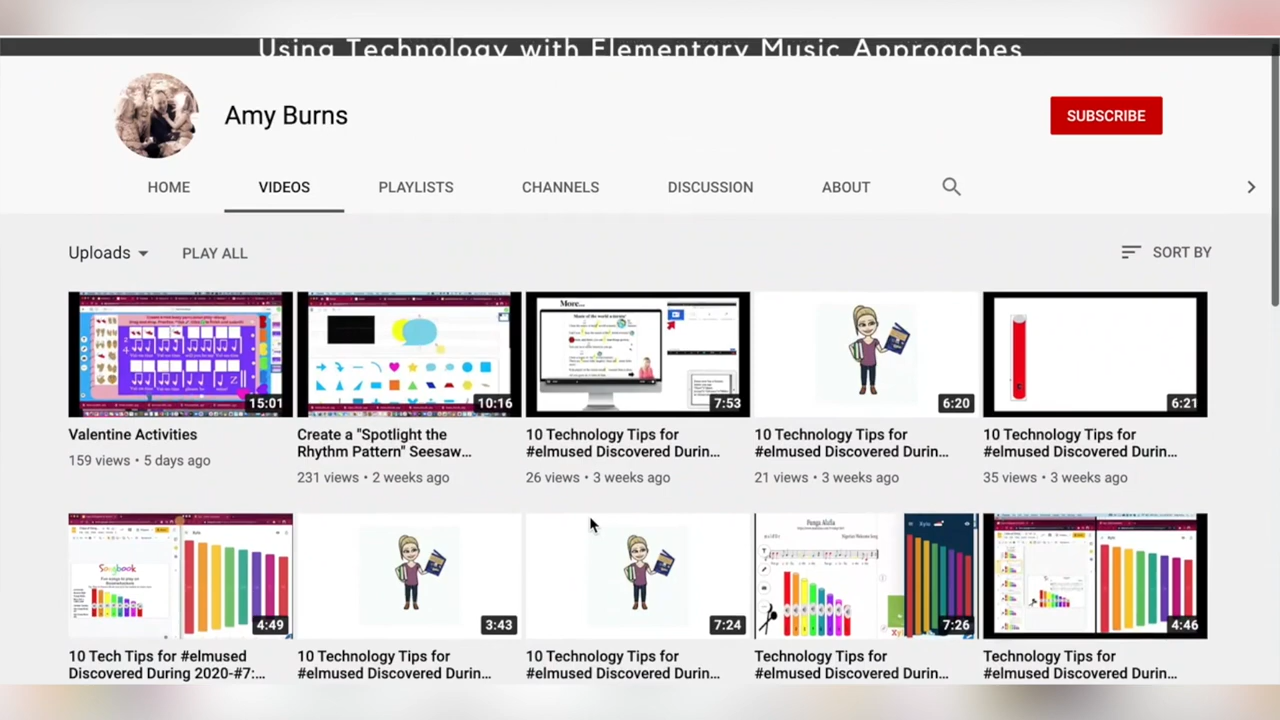 Using Technology with Elementary Music Approaches
Amy Burns
SUBSCRIBE
HOME
VIDEOS
PLAYLISTS
CHANNELS
DISCUSSION
ABOUT
Uploads
PLAY ALL
SORT BY
More...
15:01
10:16
7:53
6:20
6:21
Valentine Activities
159 views • 5 days ago
Create a "Spotlight the
Rhythm Pattern" Seesaw...
231 views • 2 weeks ago
10 Technology Tips for
#elmused Discovered Durin...
26 views • 3 weeks ago
10 Technology Tips for
#elmused Discovered Durin...
21 views • 3 weeks ago
10 Technology Tips for
#elmused Discovered Durin...
35 views • 3 weeks ago
Songbook
4:49
3:43
7:24
Funga Alafia
7:26
4:46
10 Tech Tips for #elmused
Discovered During 2020-#7:...
10 Technology Tips for
#elmused Discovered Durin...
10 Technology Tips for
#elmused Discovered Durin...
Technology Tips for
#elmused Discovered Durin...
Technology Tips for
#elmused Discovered Durin...